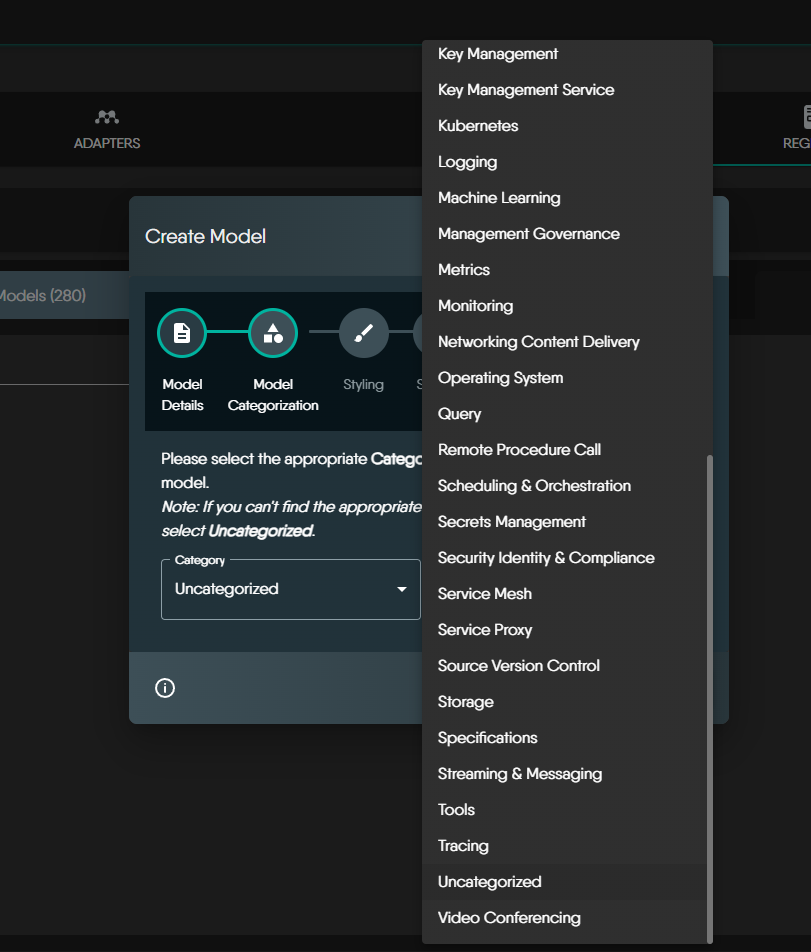 ADAPTERS
REG
Models (280)
Create Model
Model Details
Model Categorization
Styling
S
Please select the appropriate Catego
model.
Note: If you can't find the appropriate
select Uncategorized.
Category
Uncategorized
Key Management
Key Management Service
Kubernetes
Logging
Machine Learning
Management Governance
Metrics
Monitoring
Networking Content Delivery
Operating System
Query
Remote Procedure Call
Scheduling & Orchestration
Secrets Management
Security Identity & Compliance
Service Mesh
Service Proxy
Source Version Control
Storage
Specifications
Streaming & Messaging
Tools
Tracing
Uncategorized
Video Conferencing